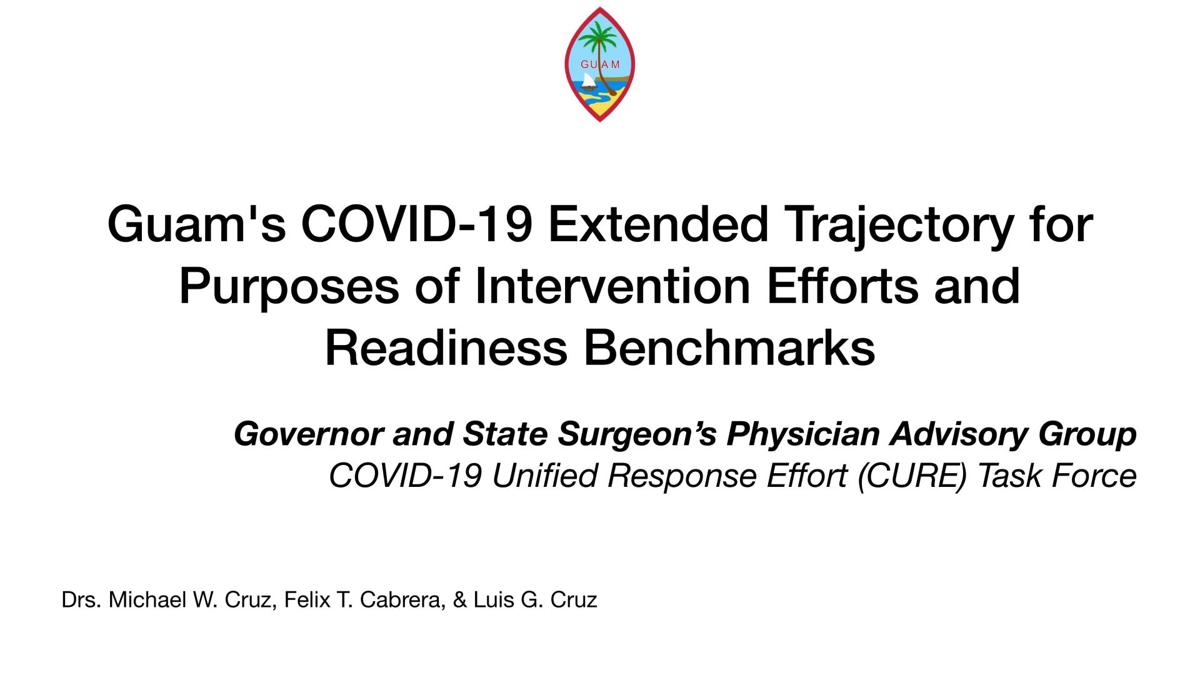 GUAM
Guam's COVID-19 Extended Trajectory for
Purposes of Intervention Efforts and
Readiness Benchmarks
Governor and State Surgeon’s Physician Advisory Group
COVID-19 Unified Response Effort (CURE) Task Force
Drs. Michael W. Cruz, Felix T. Cabrera, & Luis G. Cruz